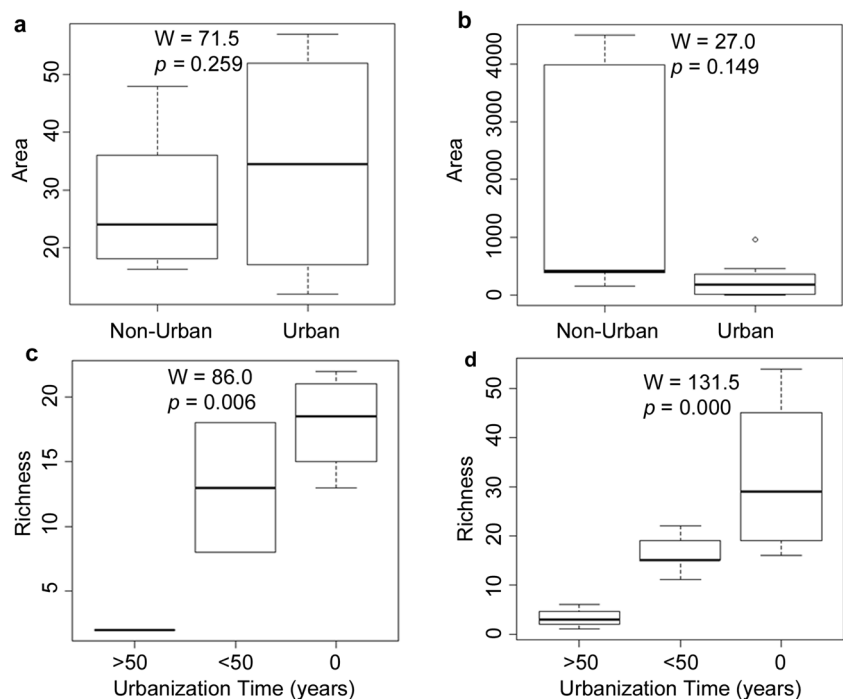 a
W = 71.5
p = 0.259
Area
50
40
30
20
Non-Urban Urban
b
W = 27.0
p = 0.149
Area
4000
3000
2000
1000
0
Non-Urban Urban
c
W = 86.0
p = 0.006
Richness
20
15
10
5
>50 <50 0
Urbanization Time (years)
d
W = 131.5
p = 0.000
Richness
50
40
30
20
10
0
>50 <50 0
Urbanization Time (years)